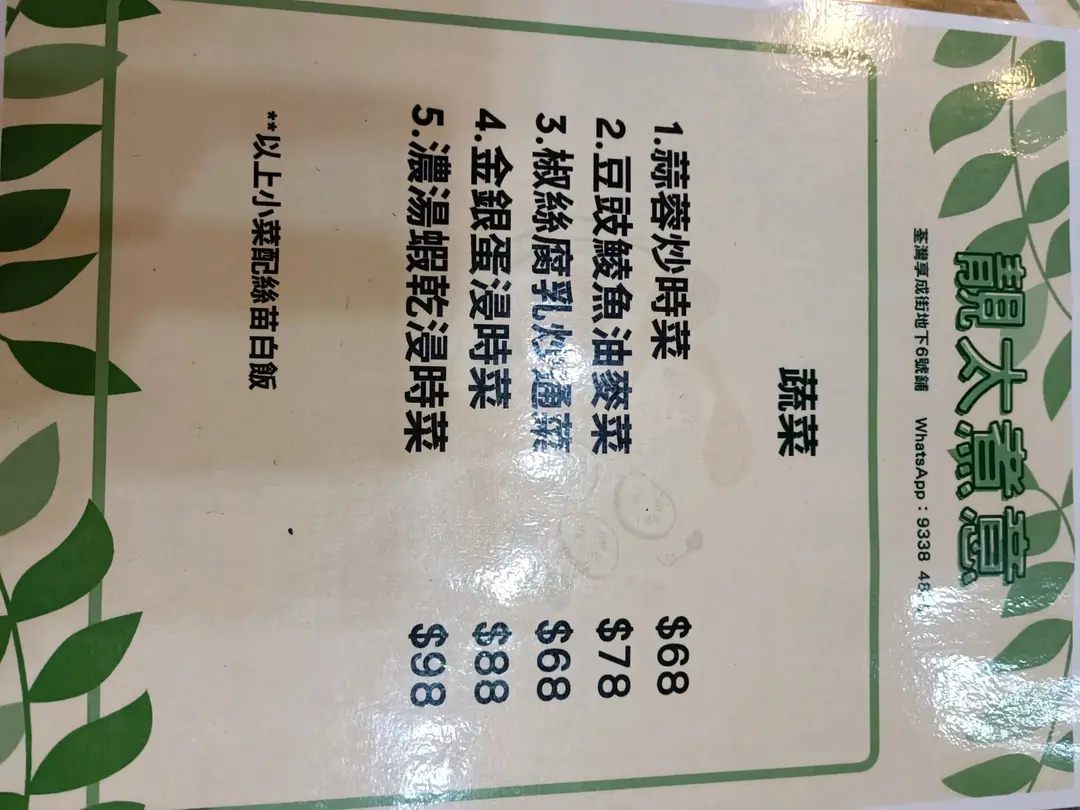 靚太煮意
荃灣享成街地下6號舖 WhatsApp：9338
蔬菜
1.蒜蓉炒時菜 $68
2.豆豉鯪魚油麥菜 $78
3.椒絲腐乳炒通菜 $68
4.金銀蛋浸時菜 $88
5.濃湯蝦乾浸時菜 $98
**以上小菜配絲苗白飯